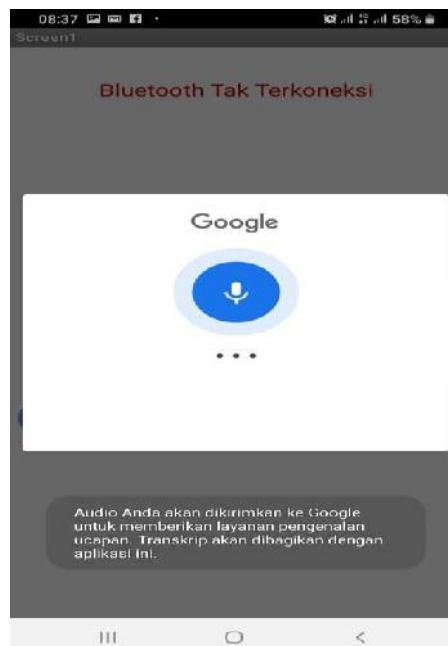 08:37 58%
Screen1
Bluetooth Tak Terkoneksi
Google
Audio Anda akan dikirimkan ke Google
untuk memberikan layanan pengenalan
ucapan. Transkrip akan dibagikan dengan
aplikasi ini.